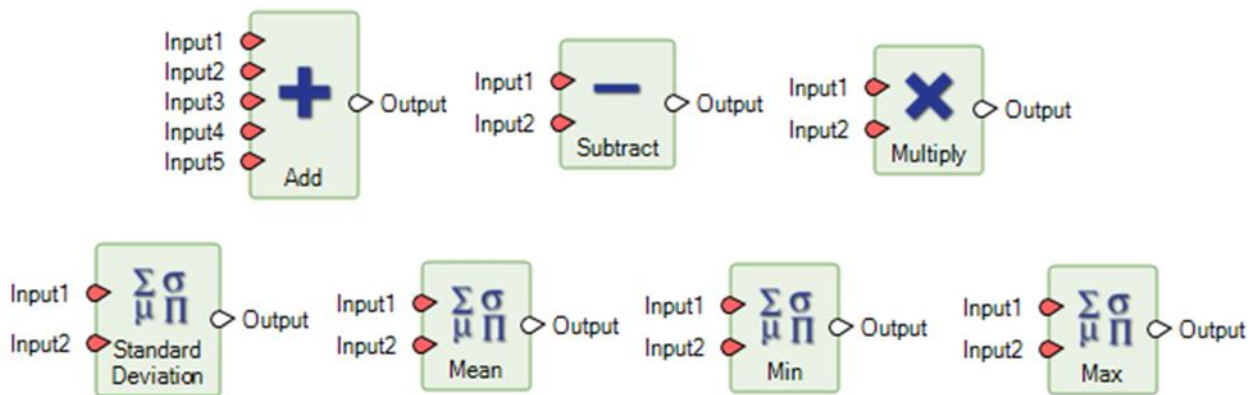 Input1
Input2
Input3
Input4
Input5
Output
Add
Input1
Input2
Output
Subtract
Input1
Input2
Output
Multiply
Input1
Input2
Σ σ
μ Π
Output
Standard
Deviation
Input1
Input2
Σ σ
μ Π
Output
Mean
Input1
Input2
Σ σ
μ Π
Output
Min
Input1
Input2
Σ σ
μ Π
Output
Max